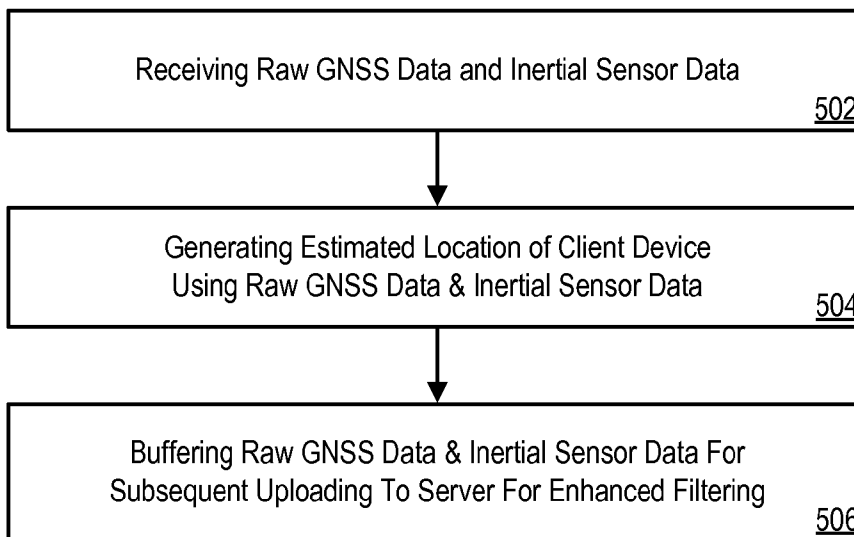 Receiving Raw GNSS Data and Inertial Sensor Data
502
Generating Estimated Location of Client Device
Using Raw GNSS Data & Inertial Sensor Data
504
Buffering Raw GNSS Data & Inertial Sensor Data For
Subsequent Uploading To Server For Enhanced Filtering
506